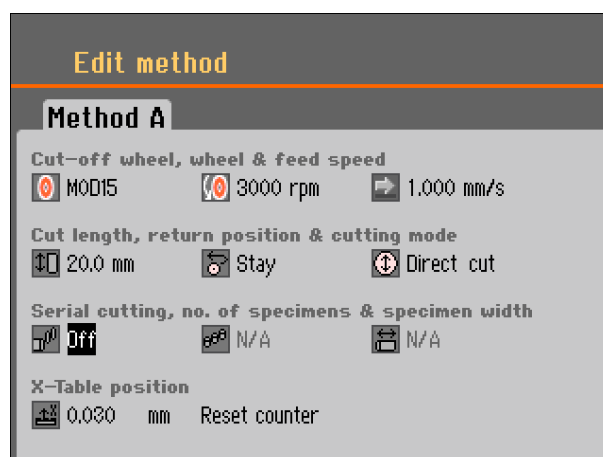 Edit method
Method A
Cut-off wheel, wheel & feed speed
MOD15 3000 rpm 1.000 mm/s
Cut length, return position & cutting mode
20.0 mm Stay Direct cut
Serial cutting, no. of specimens & specimen width
Off N/A N/A
X-Table position
0.030 mm Reset counter